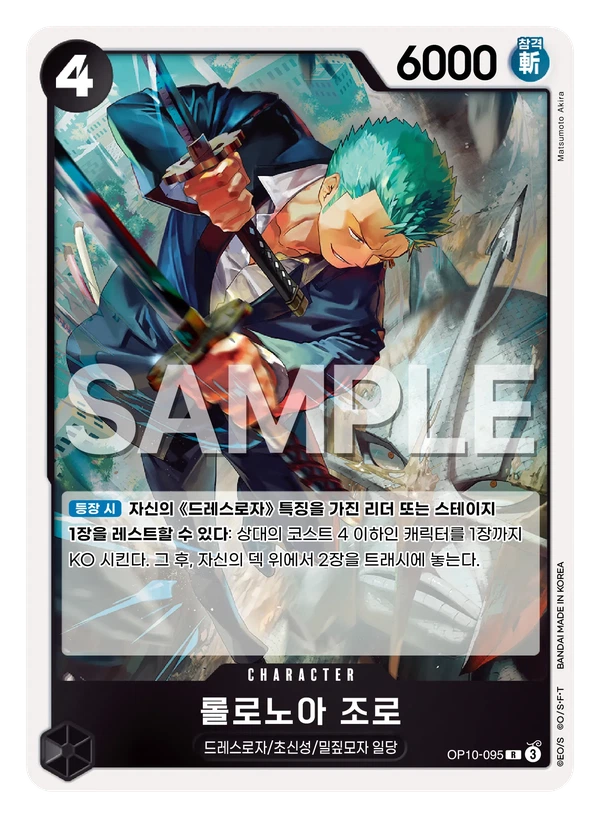 4
6000
참격
斬
Matsumoto Akira
SAMPLE
등장 시 자신의 《드레스로자》 특징을 가진 리더 또는 스테이지
1장을 레스트할 수 있다: 상대의 코스트 4 이하인 캐릭터를 1장까지
KO 시킨다. 그 후, 자신의 덱 위에서 2장을 트래시에 놓는다.
CHARACTER
롤로노아 조로
드레스로자/초신성/밀짚모자 일당
OP10-095 R 3
©EO/S ©O/S·F·T BANDAI MADE IN KOREA